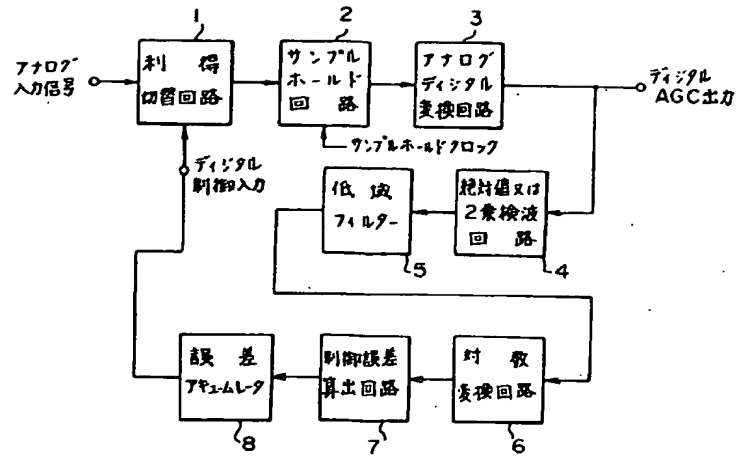 1
2
3
アナログ
入力信号
利得
切替回路
サンプル
ホールド
回路
アナログ
ディジタル
変換回路
ディジタル
AGC出力
サンプルホールドクロック
ディジタル
制御入力
低域
フィルター
絶対値又は
2乗検波
回路
5
4
誤差
アキュームレータ
制御誤差
算出回路
対数
変換回路
8
7
6